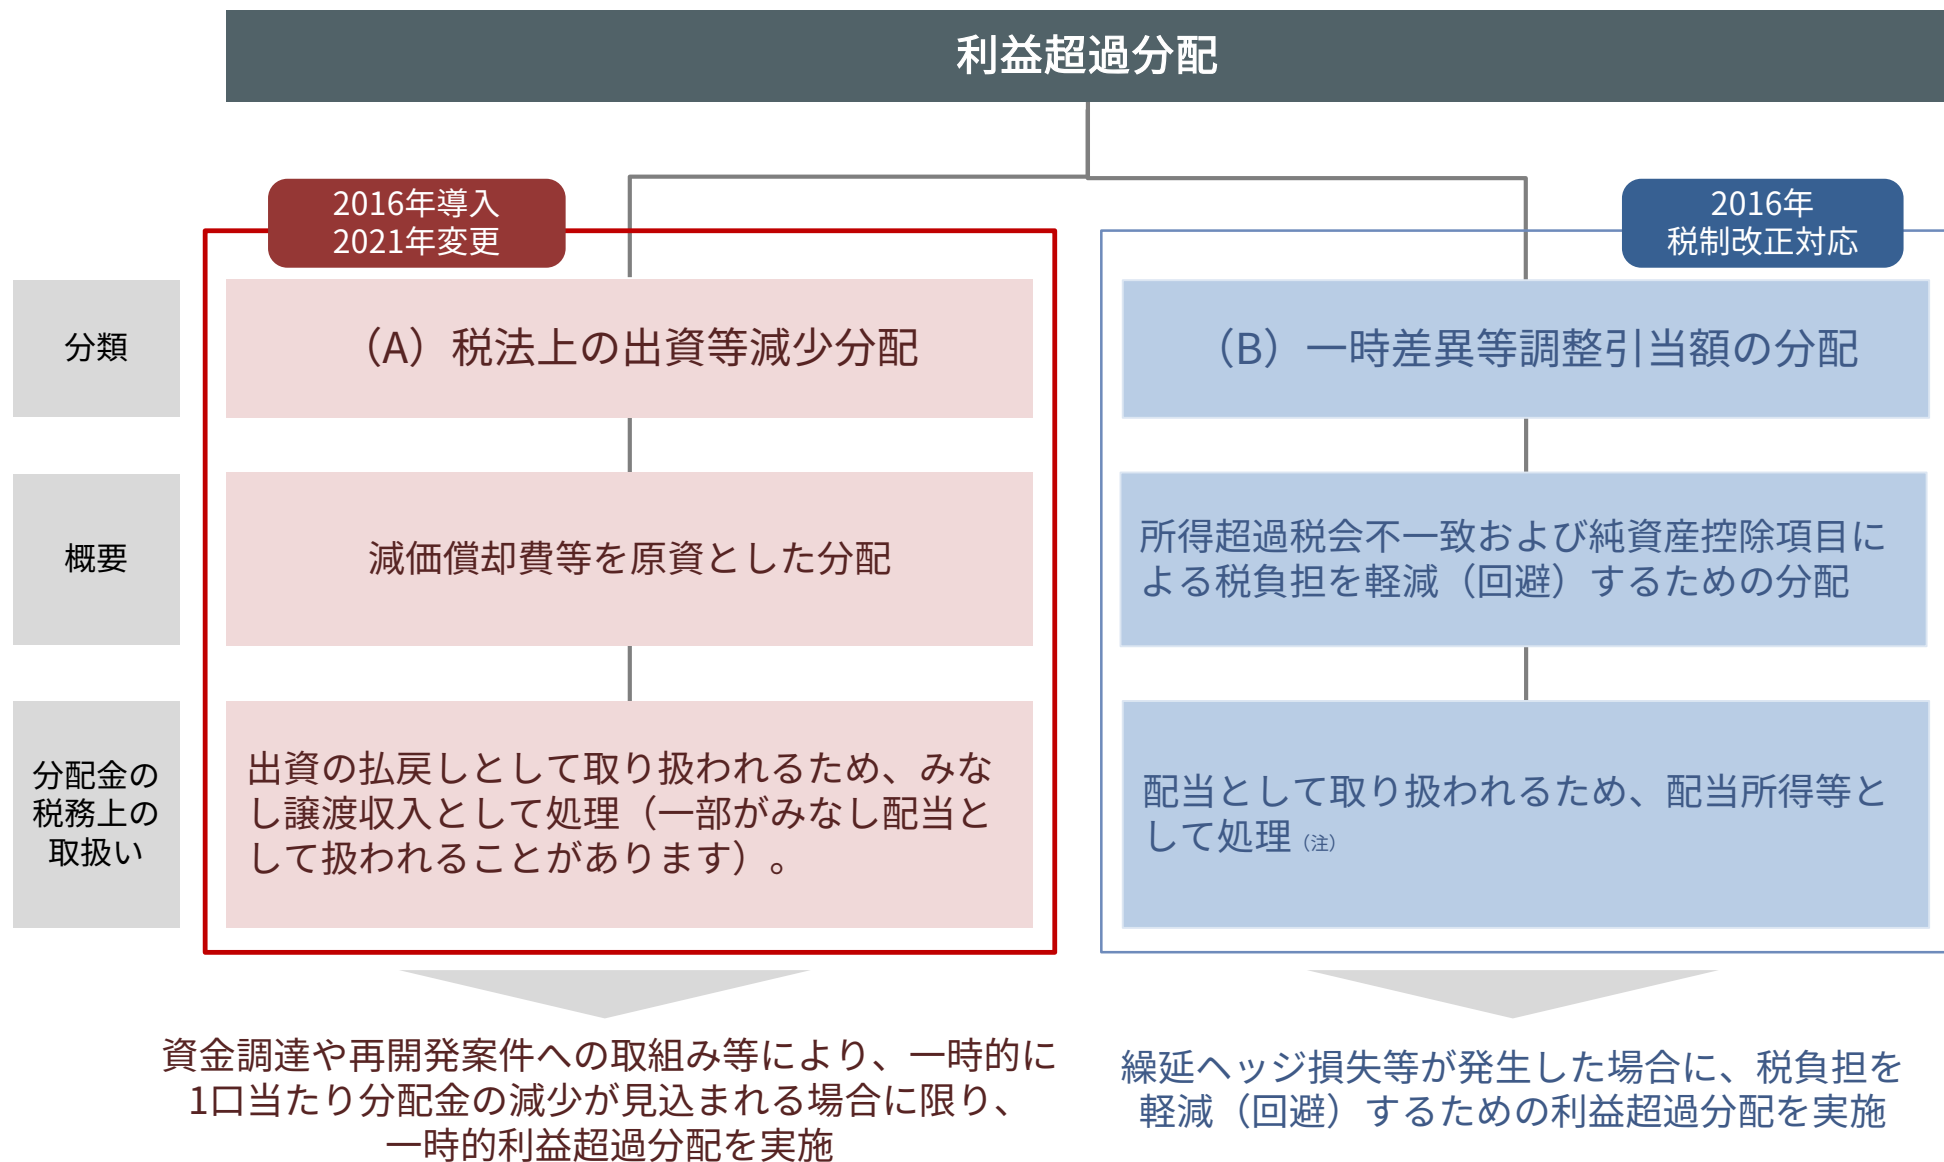 利益超過分配
2016年導入
2021年変更
2016年
税制改正対応
分類
（A）税法上の出資等減少分配
（B）一時差異等調整引当額の分配
概要
減価償却費等を原資とした分配
所得超過税会不一致および純資産控除項目に
よる税負担を軽減（回避）するための分配
分配金の
税務上の
取扱い
出資の払戻しとして取り扱われるため、みな
し譲渡収入として処理（一部がみなし配当と
して扱われることがあります）。
配当として取り扱われるため、配当所得等と
して処理（注）
資金調達や再開発案件への取組み等により、一時的に
1口当たり分配金の減少が見込まれる場合に限り、
一時的利益超過分配を実施
繰延ヘッジ損失等が発生した場合に、税負担を
軽減（回避）するための利益超過分配を実施